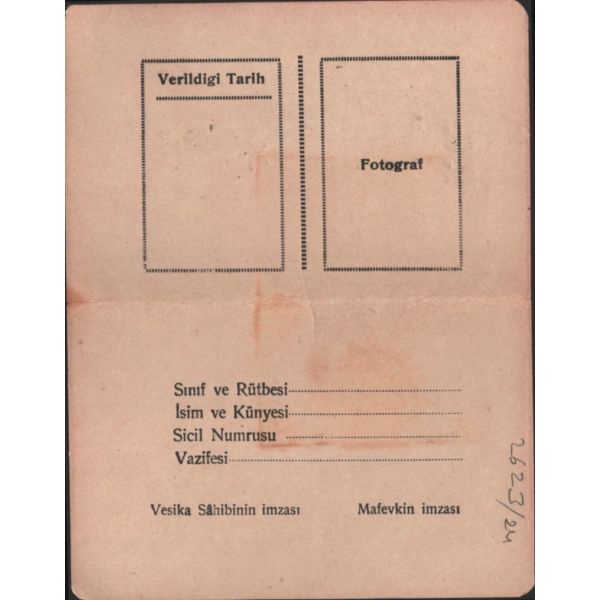 Verildigi Tarih
Fotograf
Sınıf ve Rütbesi
İsim ve Künyesi
Sicil Numrusu
Vazifesi
Vesika Sâhibinin imzası
Mafevkin imzası
2623/24